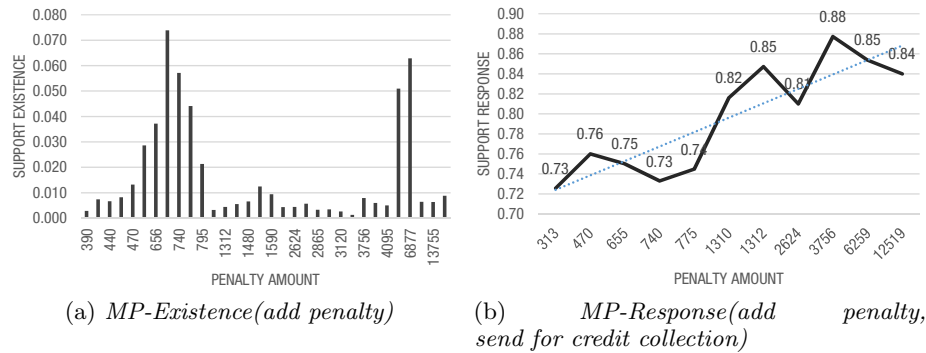 0.080
0.070
0.060
0.050
0.040
0.030
0.020
0.010
0.000
SUPPORT EXISTENCE
390 440 470 656 740 795 1312 1480 1590 2624 2865 3120 3796 4095 6877 13755
PENALTY AMOUNT
(a) MP-Existence(add penalty)
0.90
0.88
0.86
0.84
0.82
0.80
0.78
0.76
0.74
0.72
0.70
SUPPORT RESPONSE
0.73 0.76 0.75 0.73 0.74 0.82 0.85 0.81 0.88 0.85 0.84
313 470 655 740 775 1310 1312 2624 3756 6259 12519
PENALTY AMOUNT
(b) MP-Response(add penalty,
send for credit collection)